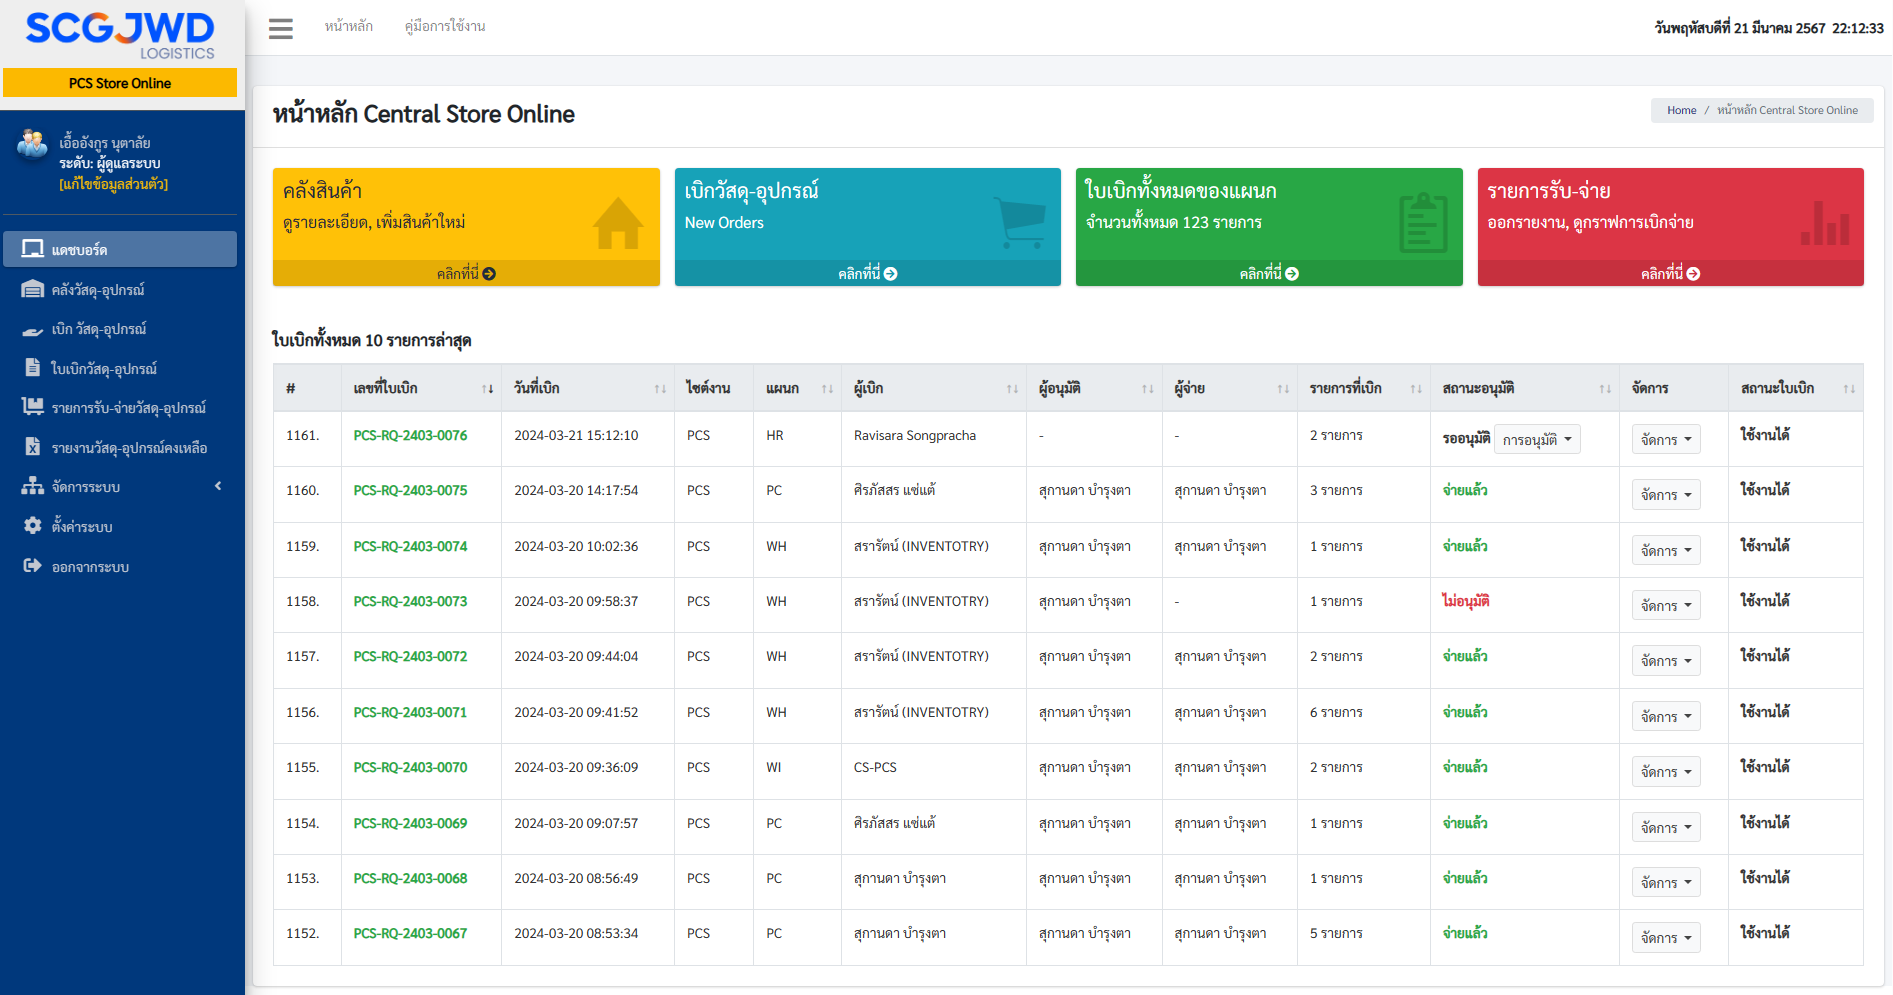 SCGJWD
LOGISTICS
PCS Store Online
เอื้ออังกูร นุตาลัย
ระดับ: ผู้ดูแลระบบ
[แก้ไขข้อมูลส่วนตัว]
แดชบอร์ด
คลังวัสดุ-อุปกรณ์
เบิก วัสดุ-อุปกรณ์
ใบเบิกวัสดุ-อุปกรณ์
รายการรับ-จ่ายวัสดุ-อุปกรณ์
รายงานวัสดุ-อุปกรณ์คงเหลือ
จัดการระบบ
ตั้งค่าระบบ
ออกจากระบบ
หน้าหลัก คู่มือการใช้งาน วันพฤหัสบดีที่ 21 มีนาคม 2567 22:12:33
หน้าหลัก Central Store Online
Home / หน้าหลัก Central Store Online
คลังสินค้า
ดูรายละเอียด, เพิ่มสินค้าใหม่
คลิกที่นี่
เบิกวัสดุ-อุปกรณ์
New Orders
คลิกที่นี่
ใบเบิกทั้งหมดของแผนก
จำนวนทั้งหมด 123 รายการ
คลิกที่นี่
รายการรับ-จ่าย
ออกรายงาน, ดูกราฟการเบิกจ่าย
คลิกที่นี่
ใบเบิกทั้งหมด 10 รายการล่าสุด
# เลขที่ใบเบิก วันที่เบิก ไซต์งาน แผนก ผู้เบิก ผู้อนุมัติ ผู้จ่าย รายการที่เบิก สถานะอนุมัติ จัดการ สถานะใบเบิก
1161. PCS-RQ-2403-0076 2024-03-21 15:12:10 PCS HR Ravisara Songpracha - - 2 รายการ รออนุมัติ การอนุมัติ จัดการ ใช้งานได้
1160. PCS-RQ-2403-0075 2024-03-20 14:17:54 PCS PC ศิรภัสสร แซ่แต้ สุกานดา บำรุงตา สุกานดา บำรุงตา 3 รายการ จ่ายแล้ว จัดการ ใช้งานได้
1159. PCS-RQ-2403-0074 2024-03-20 10:02:36 PCS WH สรารัตน์ (INVENTOTRY) สุกานดา บำรุงตา สุกานดา บำรุงตา 1 รายการ จ่ายแล้ว จัดการ ใช้งานได้
1158. PCS-RQ-2403-0073 2024-03-20 09:58:37 PCS WH สรารัตน์ (INVENTOTRY) สุกานดา บำรุงตา - 1 รายการ ไม่อนุมัติ จัดการ ใช้งานได้
1157. PCS-RQ-2403-0072 2024-03-20 09:44:04 PCS WH สรารัตน์ (INVENTOTRY) สุกานดา บำรุงตา สุกานดา บำรุงตา 2 รายการ จ่ายแล้ว จัดการ ใช้งานได้
1156. PCS-RQ-2403-0071 2024-03-20 09:41:52 PCS WH สรารัตน์ (INVENTOTRY) สุกานดา บำรุงตา สุกานดา บำรุงตา 6 รายการ จ่ายแล้ว จัดการ ใช้งานได้
1155. PCS-RQ-2403-0070 2024-03-20 09:36:09 PCS WI CS-PCS สุกานดา บำรุงตา สุกานดา บำรุงตา 2 รายการ จ่ายแล้ว จัดการ ใช้งานได้
1154. PCS-RQ-2403-0069 2024-03-20 09:07:57 PCS PC ศิรภัสสร แซ่แต้ สุกานดา บำรุงตา สุกานดา บำรุงตา 1 รายการ จ่ายแล้ว จัดการ ใช้งานได้
1153. PCS-RQ-2403-0068 2024-03-20 08:56:49 PCS PC สุกานดา บำรุงตา สุกานดา บำรุงตา สุกานดา บำรุงตา 1 รายการ จ่ายแล้ว จัดการ ใช้งานได้
1152. PCS-RQ-2403-0067 2024-03-20 08:53:34 PCS PC สุกานดา บำรุงตา สุกานดา บำรุงตา สุกานดา บำรุงตา 5 รายการ จ่ายแล้ว จัดการ ใช้งานได้